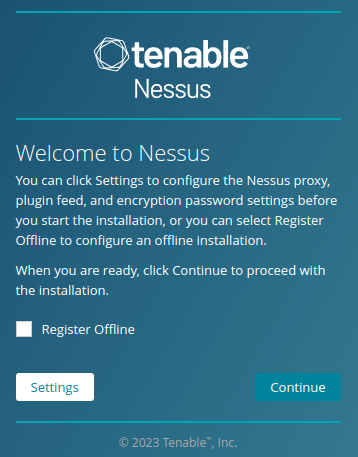 tenable®
Nessus
Welcome to Nessus
You can click Settings to configure the Nessus proxy,
plugin feed, and encryption password settings before
you start the installation, or you can select Register
Offline to configure an offline installation.
When you are ready, click Continue to proceed with
the installation.
Register Offline
Settings
Continue
© 2023 Tenable™, Inc.